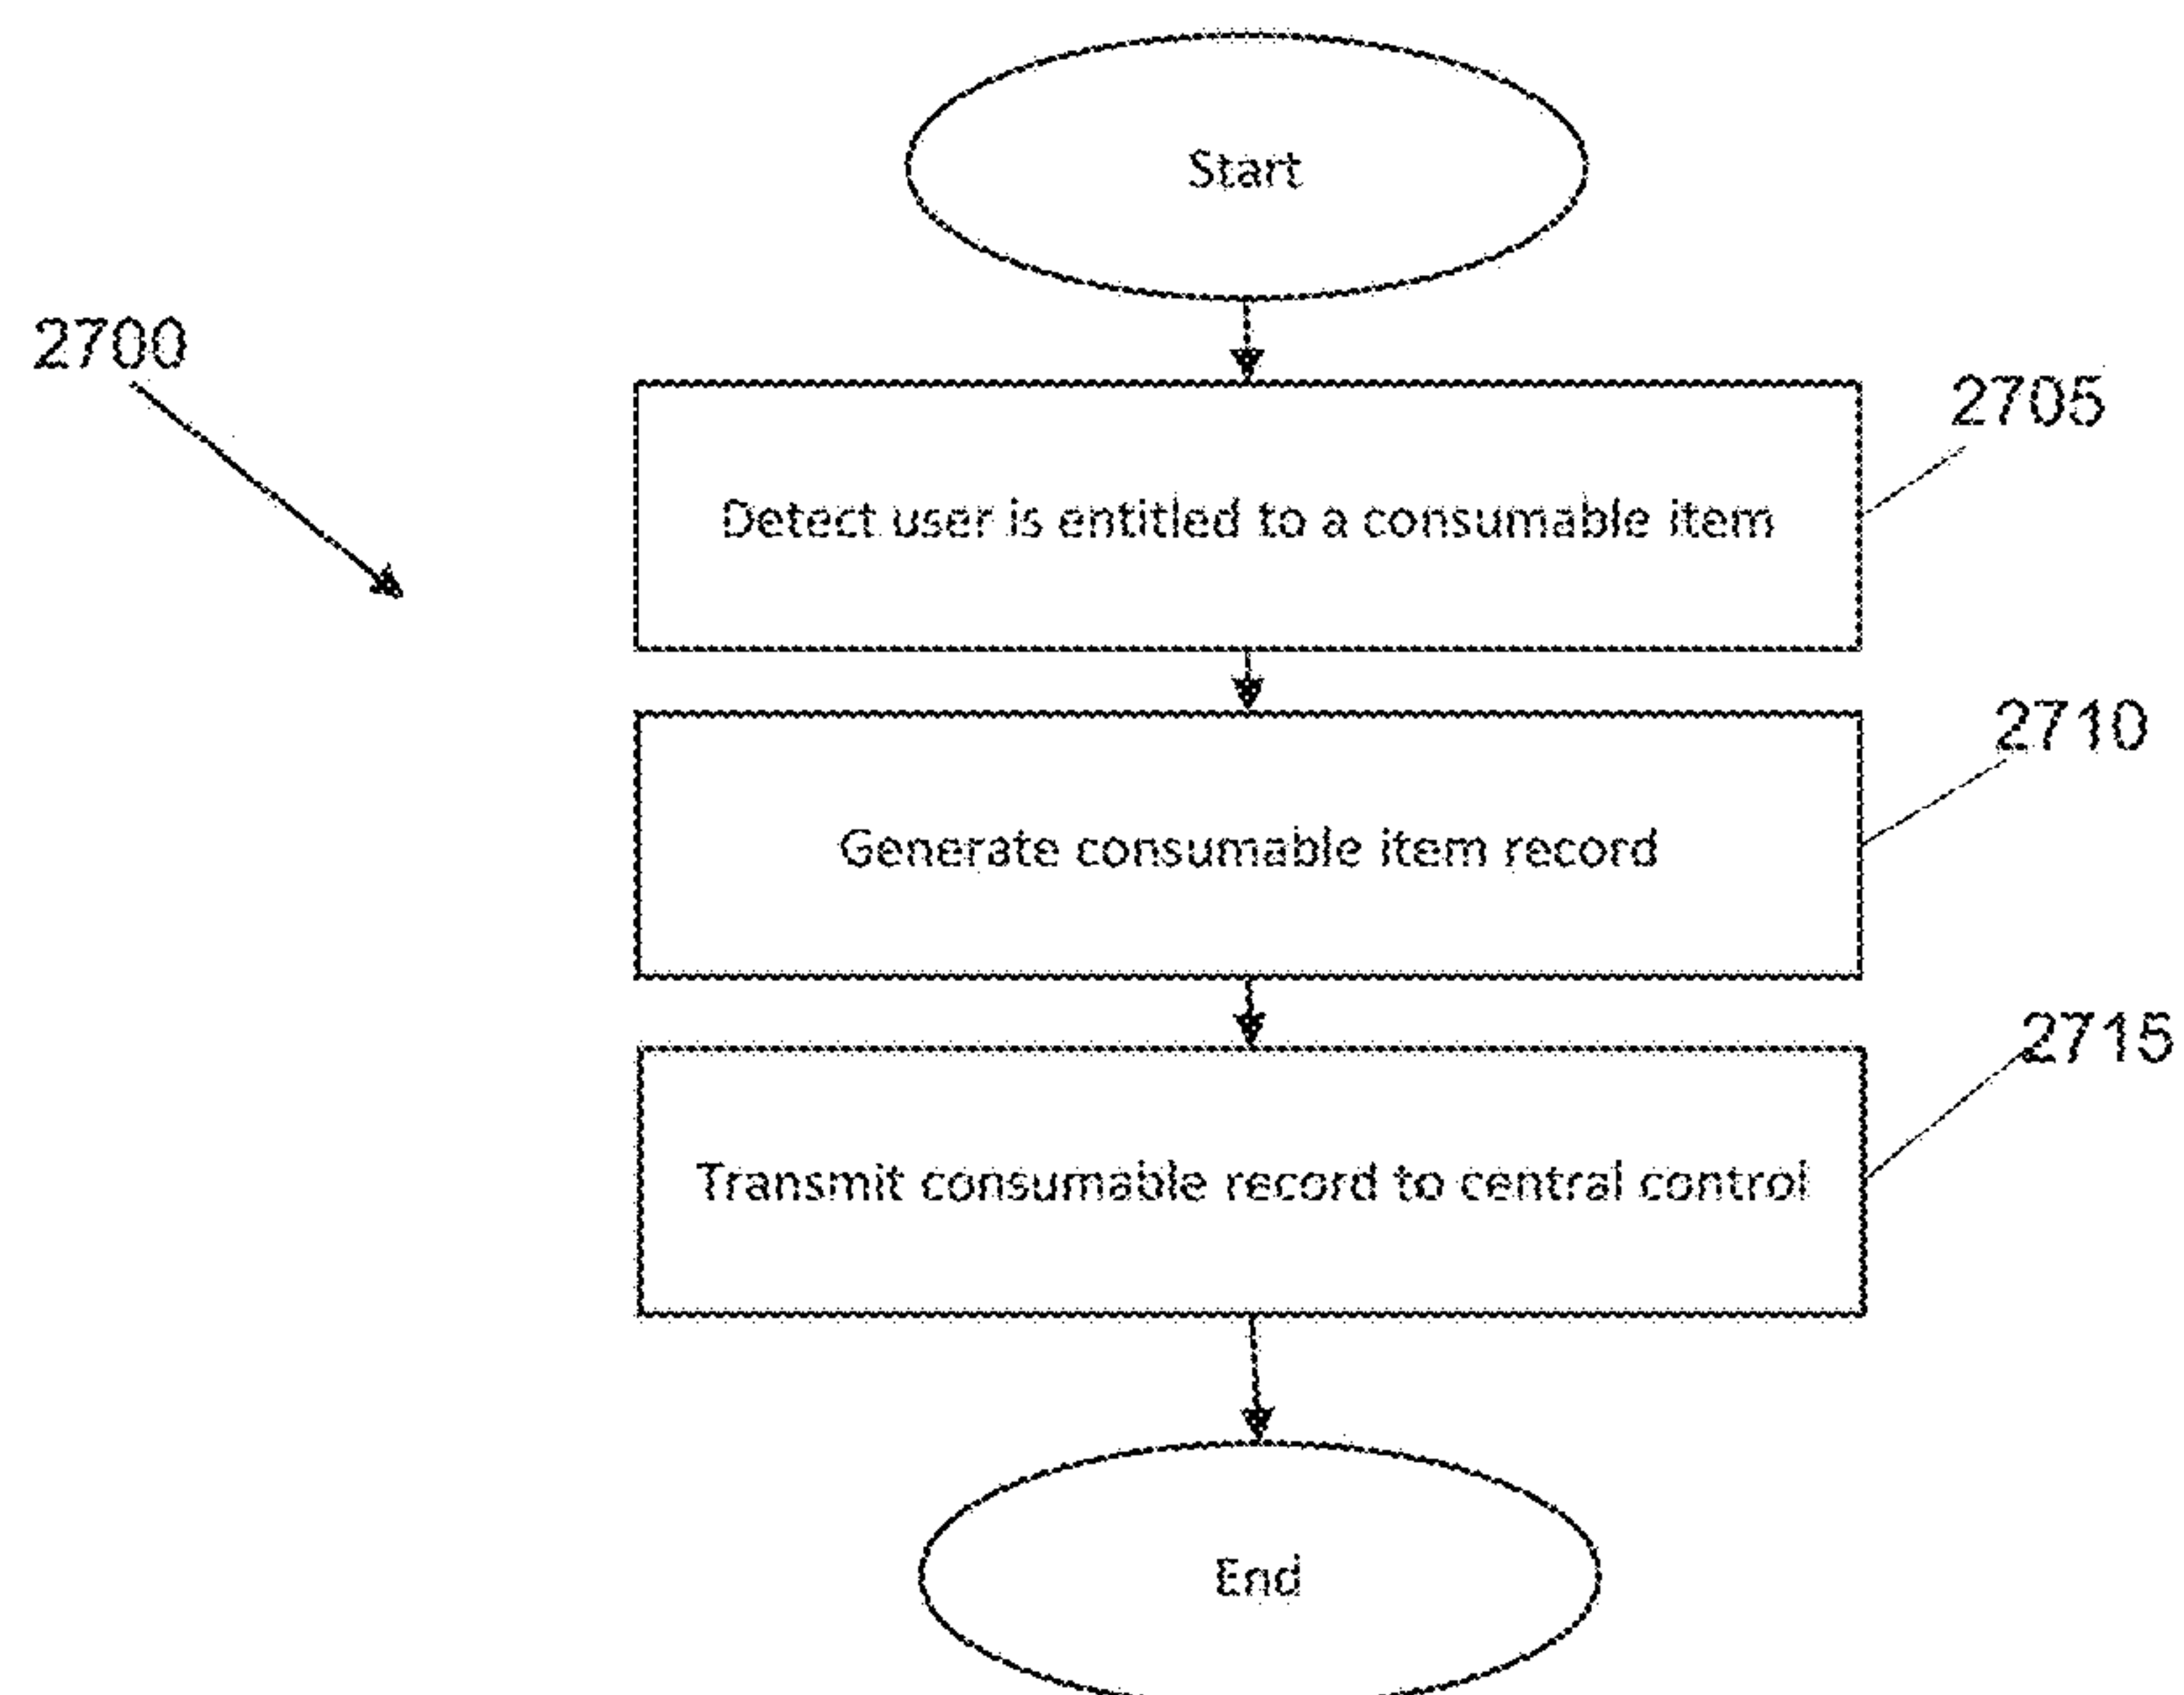 Start
2700
2705
Detect user is entitled to a consumable item
2710
Generate consumable item record
2715
Transmit consumable record to central control
End